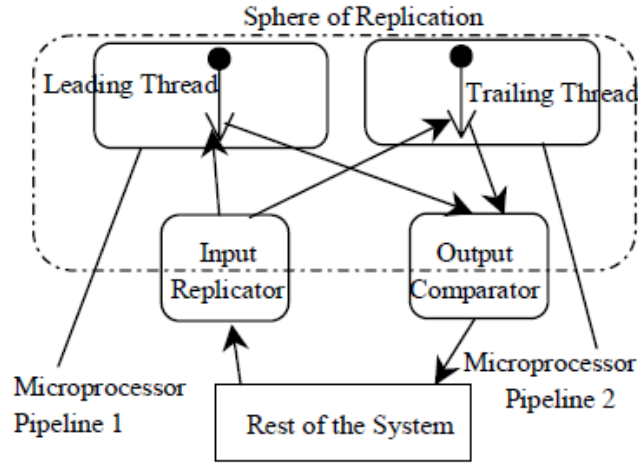 Sphere of Replication
Leading Thread
Trailing Thread
Input
Replicator
Output
Comparator
Microprocessor
Pipeline 1
Microprocessor
Pipeline 2
Rest of the System